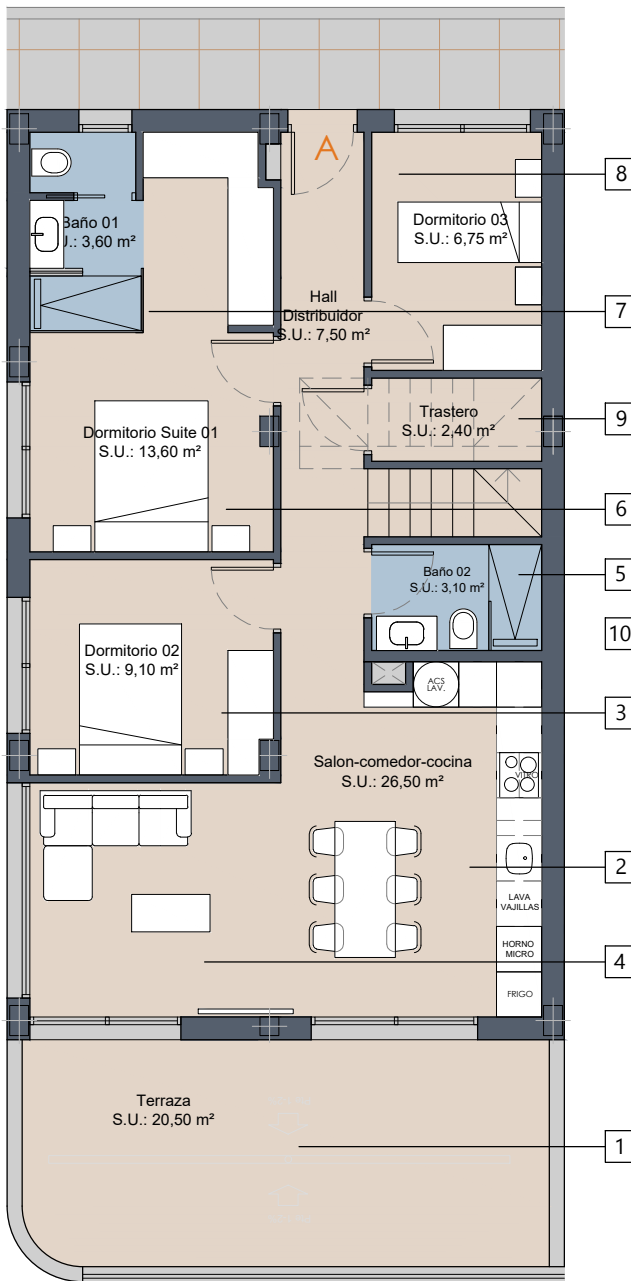 A
8
Dormitorio 03
S.U.: 6,75 m²
Baño 01
J.: 3,60 m²
7
Hall
Distribuidor
S.U.: 7,50 m²
9
Trastero
S.U.: 2,40 m²
Dormitorio Suite 01
S.U.: 13,60 m²
6
5
Baño 02
S.U.: 3,10 m²
10
Dormitorio 02
S.U.: 9,10 m²
ACS
LAV.
3
Salon-comedor-cocina
S.U.: 26,50 m²
VITRO
2
LAVA
VAJILLAS
HORNO
MICRO
4
FRIGO
Terraza
S.U.: 20,50 m²
1